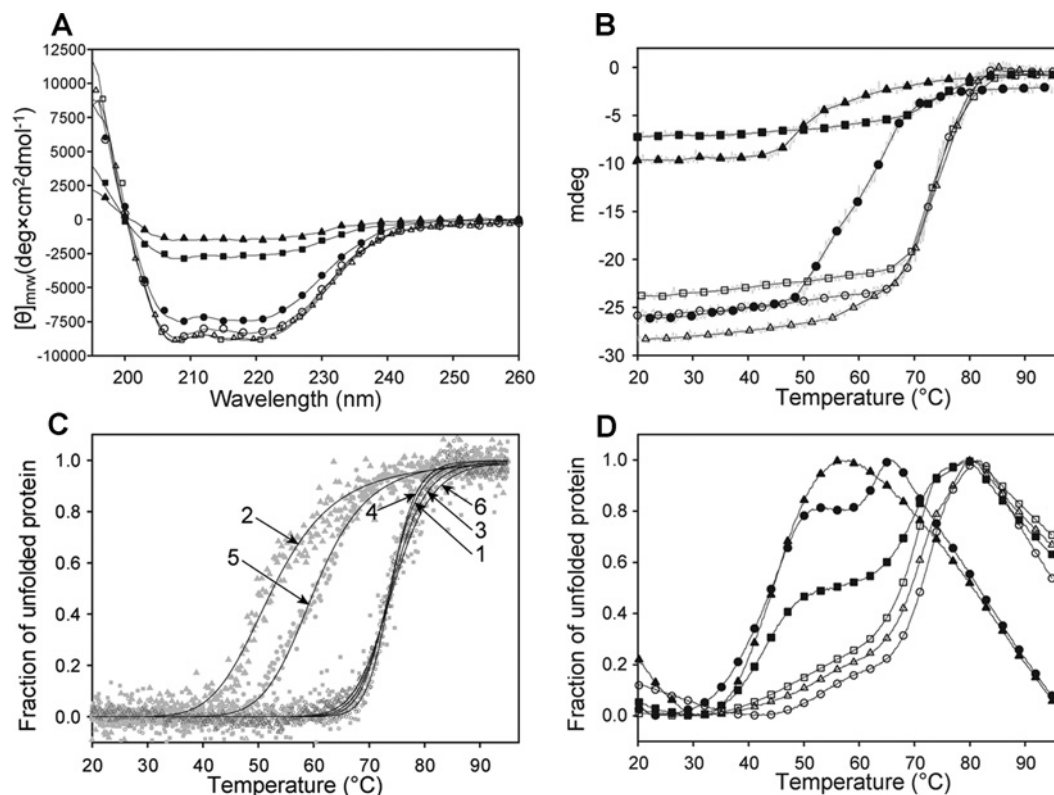 A
[θ]mrw(deg×cm²dmol⁻¹)
12500
10000
7500
5000
2500
0
-2500
-5000
-7500
-10000
200 210 220 230 240 250 260
Wavelength (nm)
B
mdeg
0
-5
-10
-15
-20
-25
-30
20 30 40 50 60 70 80 90
Temperature (°C)
C
Fraction of unfolded protein
1.0
0.8
0.6
0.4
0.2
0.0
2
5
4
6
3
1
20 30 40 50 60 70 80 90
Temperature (°C)
D
Fraction of unfolded protein
1.0
0.8
0.6
0.4
0.2
0.0
20 30 40 50 60 70 80 90
Temperature (°C)